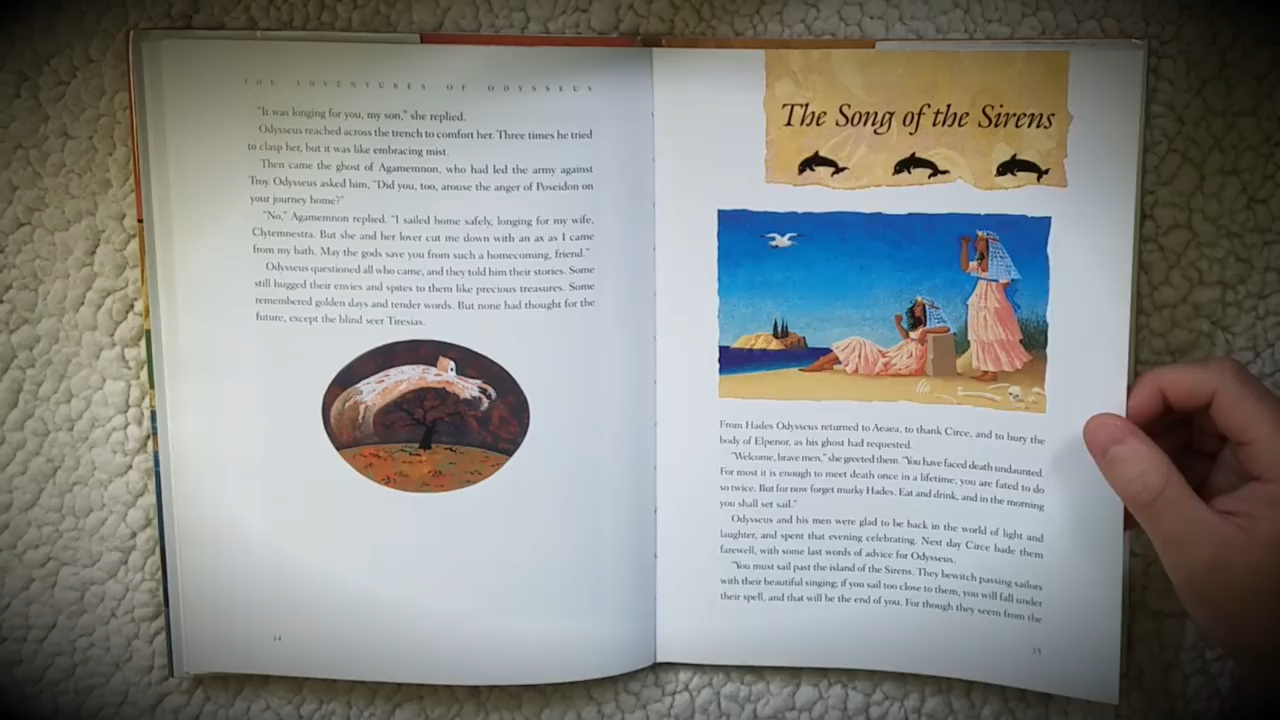 THE ADVENTURES OF ODYSSEUS
"It was longing for you, my son," she replied.
Odysseus reached across the trench to comfort her. Three times he tried
to clasp her, but it was like embracing mist.
Then came the ghost of Agamemnon, who had led the army against
Troy. Odysseus asked him, "Did you, too, arouse the anger of Poseidon on
your journey home?"
"No," Agamemnon replied. "I sailed home safely, longing for my wife,
Clytemnestra. But she and her lover cut me down with an ax as I came
from my bath. May the gods save you from such a homecoming, friend."
Odysseus questioned all who came, and they told him their stories. Some
still hugged their envies and spites to them like precious treasures. Some
remembered golden days and tender words. But none had thought for the
future, except the blind seer Tiresias.
34
The Song of the Sirens
From Hades Odysseus returned to Aeaea, to thank Circe, and to bury the
body of Elpenor, as his ghost had requested.
"Welcome, brave men," she greeted them. "You have faced death undaunted.
For most it is enough to meet death once in a lifetime; you are fated to do
so twice. But for now forget murky Hades. Eat and drink, and in the morning
you shall set sail."
Odysseus and his men were glad to be back in the world of light and
laughter, and spent that evening celebrating. Next day Circe bade them
farewell, with some last words of advice for Odysseus.
"You must sail past the island of the Sirens. They bewitch passing sailors
with their beautiful singing; if you sail too close to them, you will fall under
their spell, and that will be the end of you. For though they seem from the
35